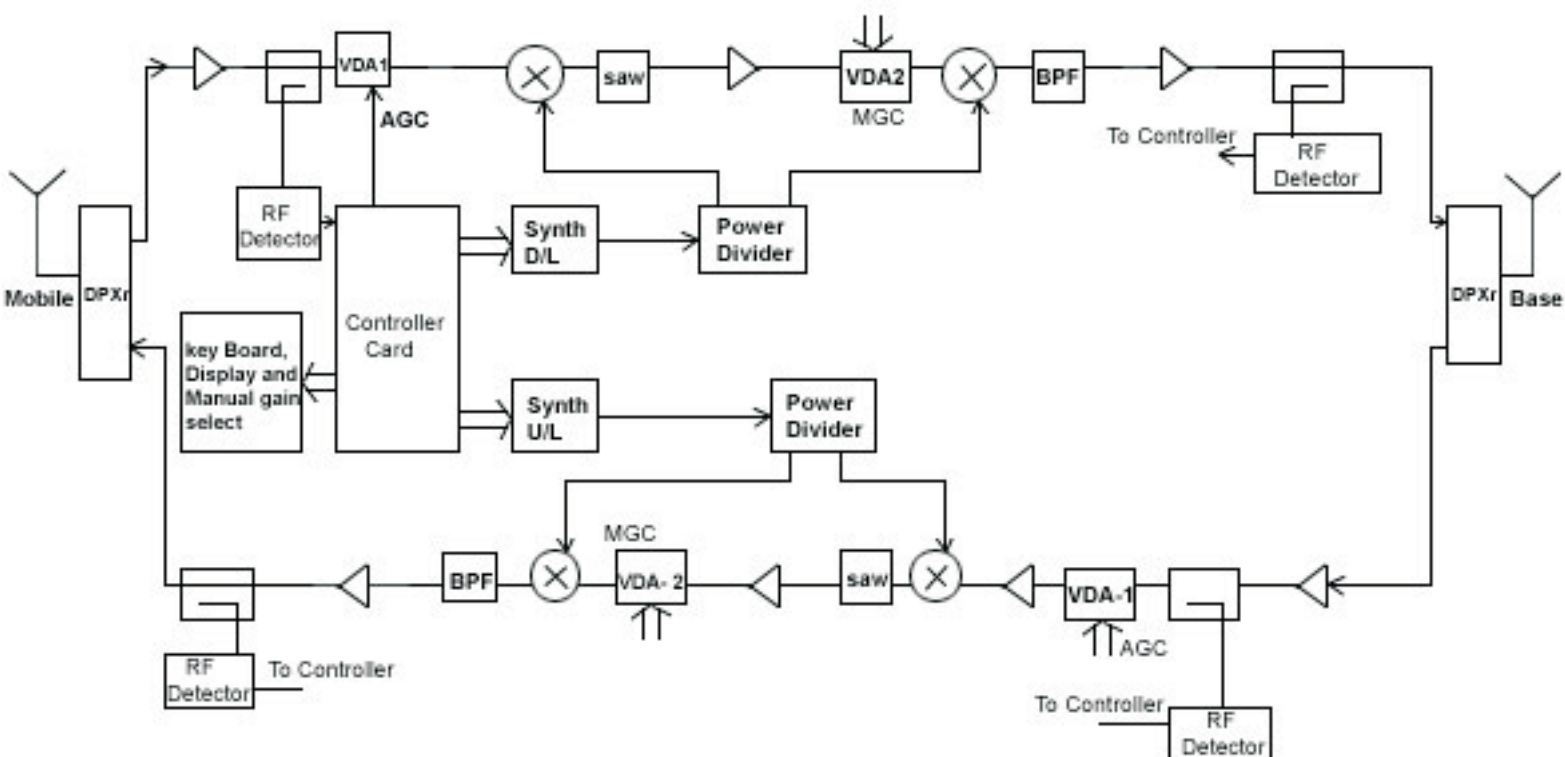 VDA1
saw
VDA2
BPF
AGC
MGC
To Controller
RF
Detector
RF
Detector
Synth
D/L
Power
Divider
Mobile
DPXr
DPXr
Base
Controller
Card
key Board,
Display and
Manual gain
select
Synth
U/L
Power
Divider
MGC
BPF
VDA- 2
saw
VDA-1
AGC
RF
Detector
To Controller
To Controller
RF
Detector